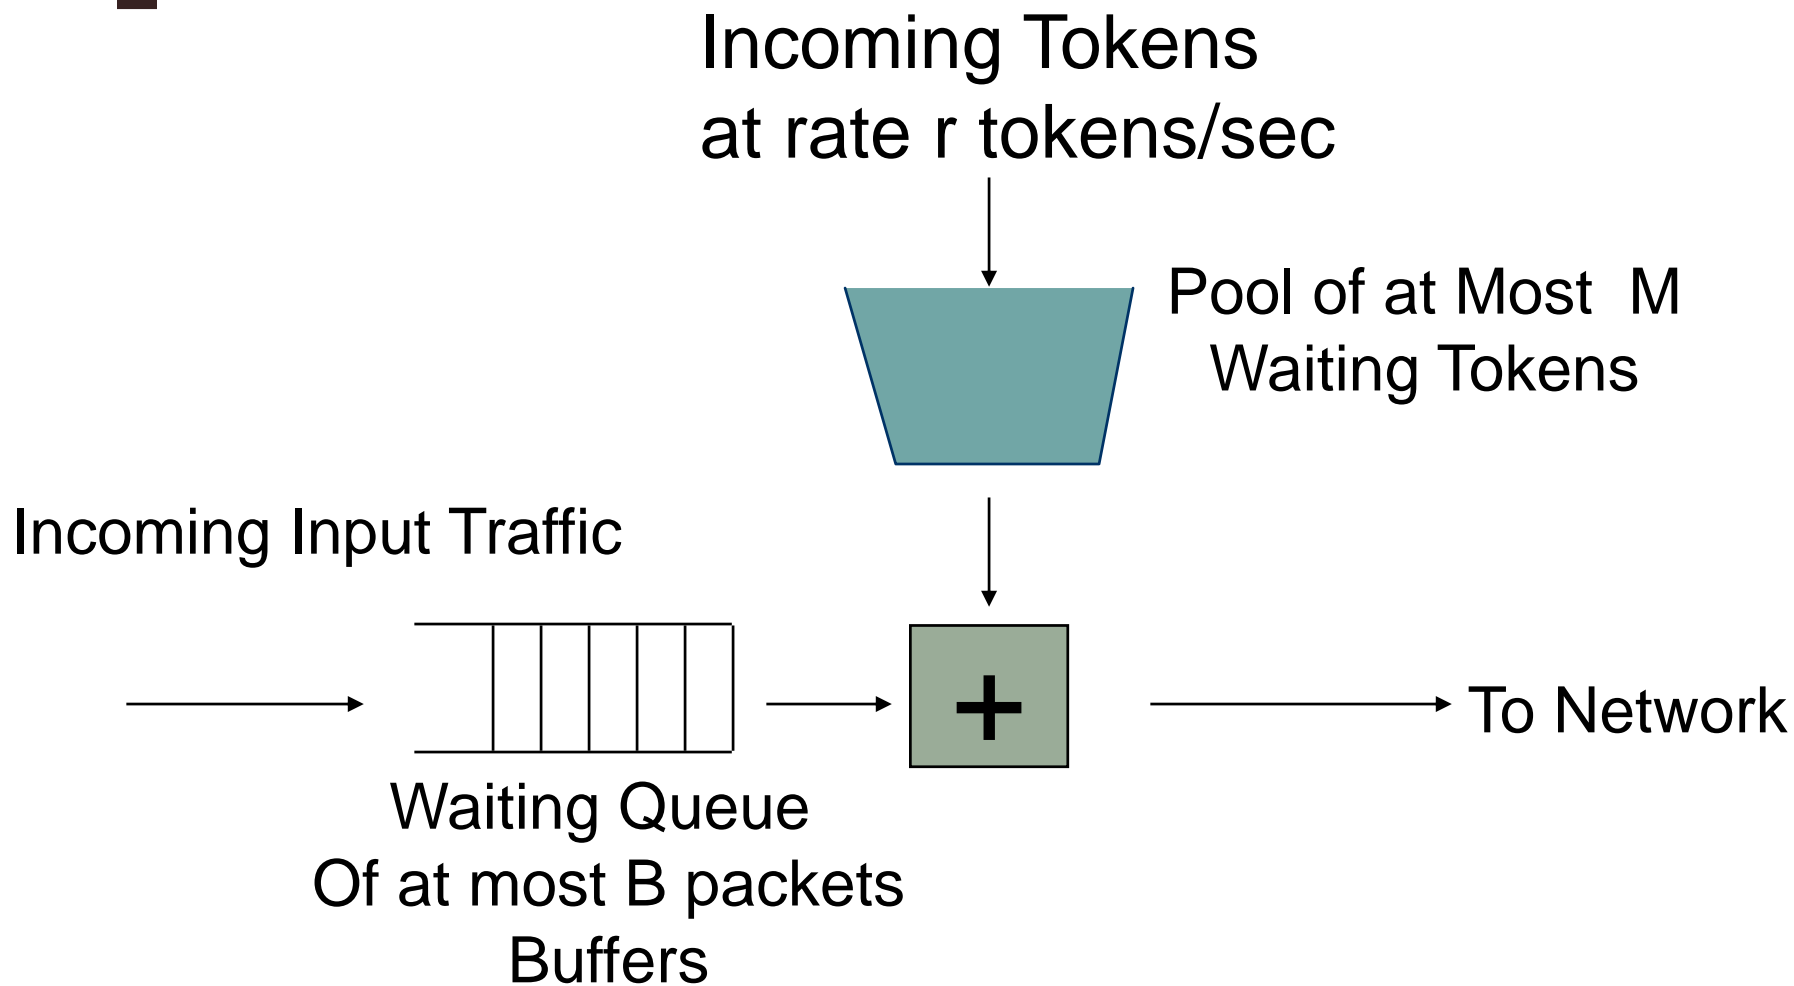 Incoming Tokens
at rate r tokens/sec
Pool of at Most M
Waiting Tokens
Incoming Input Traffic
+
To Network
Waiting Queue
Of at most B packets
Buffers